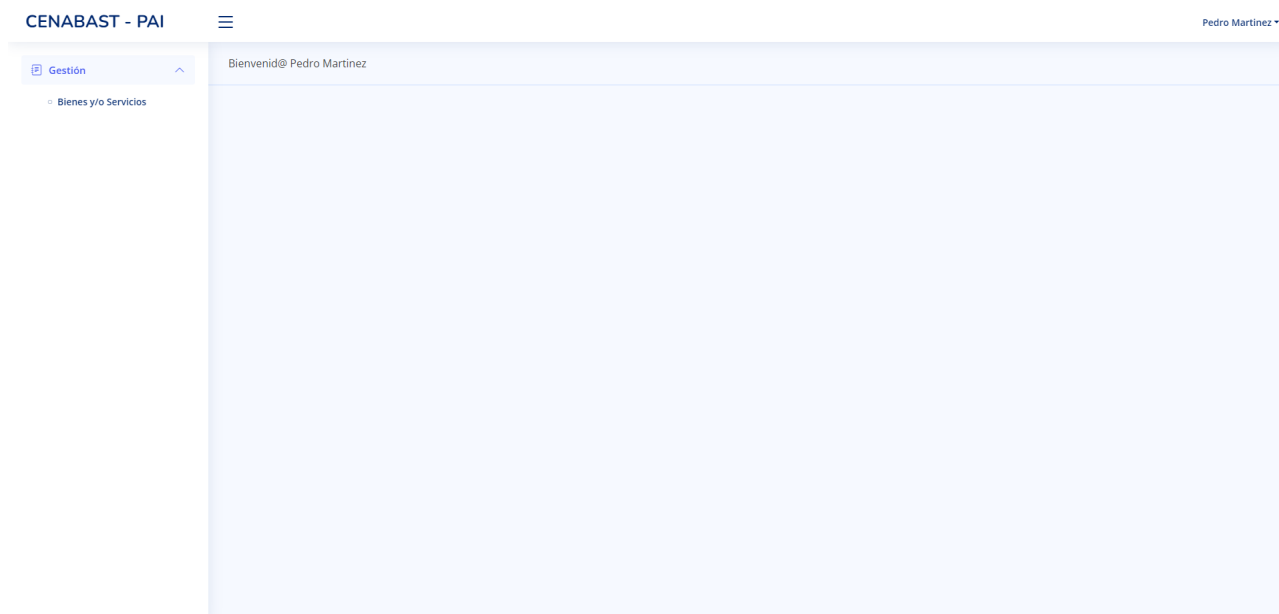 CENABAST - PAI
Pedro Martinez
Gestión
Bienes y/o Servicios
Bienvenid@ Pedro Martinez